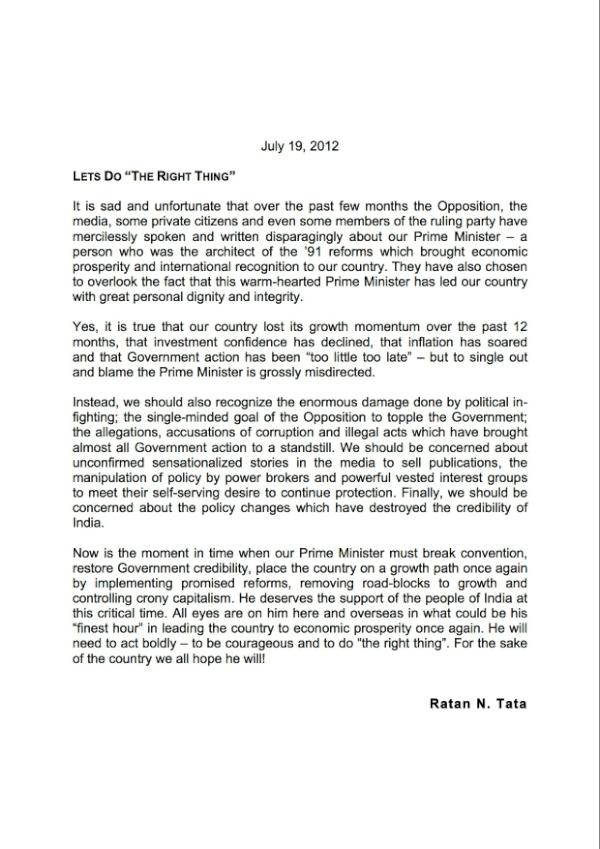 July 19, 2012
LETS DO “THE RIGHT THING”
It is sad and unfortunate that over the past few months the Opposition, the
media, some private citizens and even some members of the ruling party have
mercilessly spoken and written disparagingly about our Prime Minister – a
person who was the architect of the ’91 reforms which brought economic
prosperity and international recognition to our country. They have also chosen
to overlook the fact that this warm-hearted Prime Minister has led our country
with great personal dignity and integrity.
Yes, it is true that our country lost its growth momentum over the past 12
months, that investment confidence has declined, that inflation has soared
and that Government action has been “too little too late” – but to single out
and blame the Prime Minister is grossly misdirected.
Instead, we should also recognize the enormous damage done by political in-
fighting; the single-minded goal of the Opposition to topple the Government;
the allegations, accusations of corruption and illegal acts which have brought
almost all Government action to a standstill. We should be concerned about
unconfirmed sensationalized stories in the media to sell publications, the
manipulation of policy by power brokers and powerful vested interest groups
to meet their self-serving desire to continue protection. Finally, we should be
concerned about the policy changes which have destroyed the credibility of
India.
Now is the moment in time when our Prime Minister must break convention,
restore Government credibility, place the country on a growth path once again
by implementing promised reforms, removing road-blocks to growth and
controlling crony capitalism. He deserves the support of the people of India at
this critical time. All eyes are on him here and overseas in what could be his
“finest hour” in leading the country to economic prosperity once again. He will
need to act boldly – to be courageous and to do “the right thing”. For the sake
of the country we all hope he will!
Ratan N. Tata